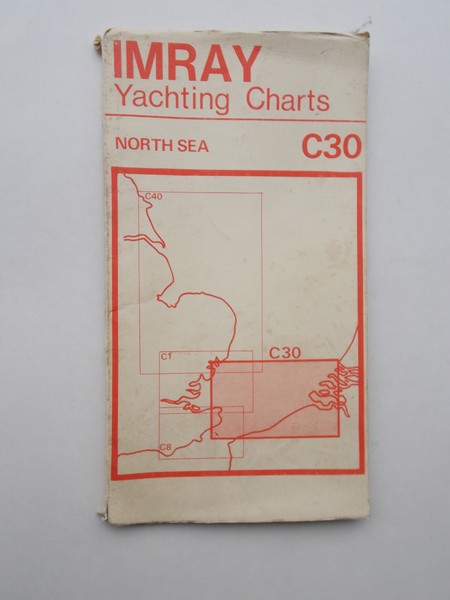 IMRAY
Yachting Charts
NORTH SEA
C30
C40
C1
C30
C8